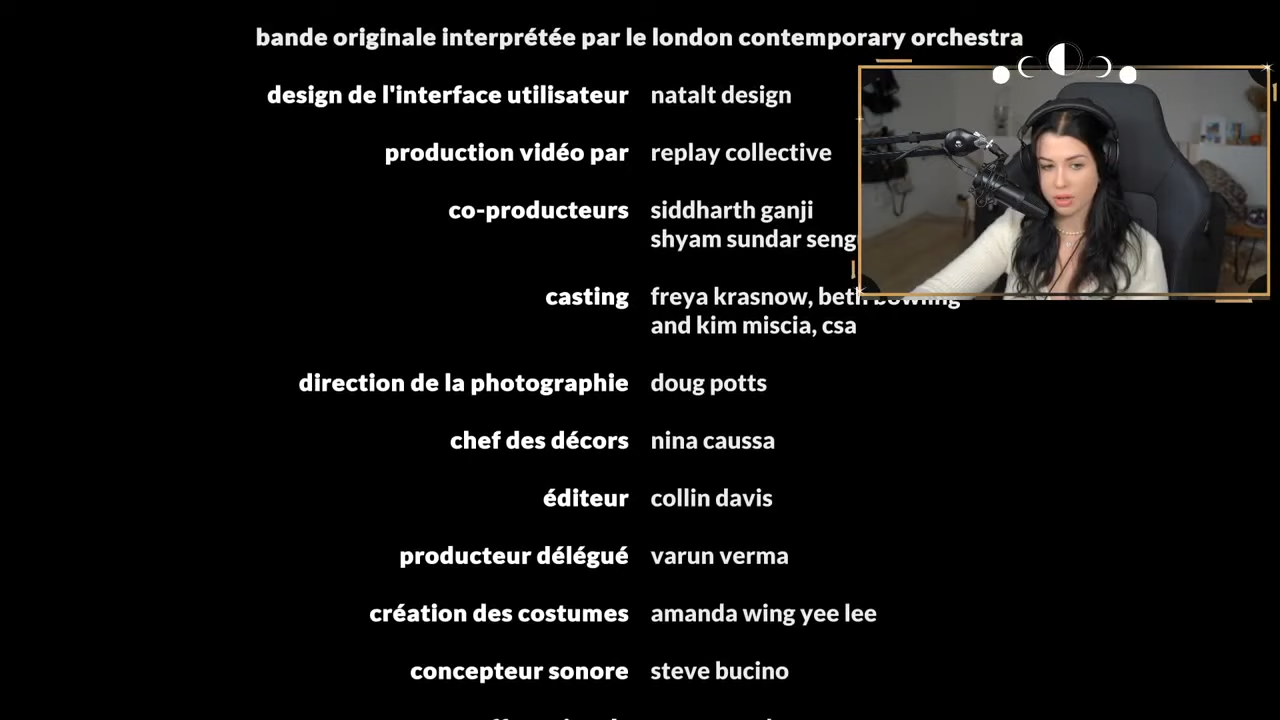 bande originale interprétée par le london contemporary orchestra
design de l'interface utilisateur natalt design
production vidéo par replay collective
co-producteurs siddharth ganji
shyam sundar seng
casting freya krasnow, beth bowling
and kim miscia, csa
direction de la photographie doug potts
chef des décors nina caussa
éditeur collin davis
producteur délégué varun verma
création des costumes amanda wing yee lee
concepteur sonore steve bucino